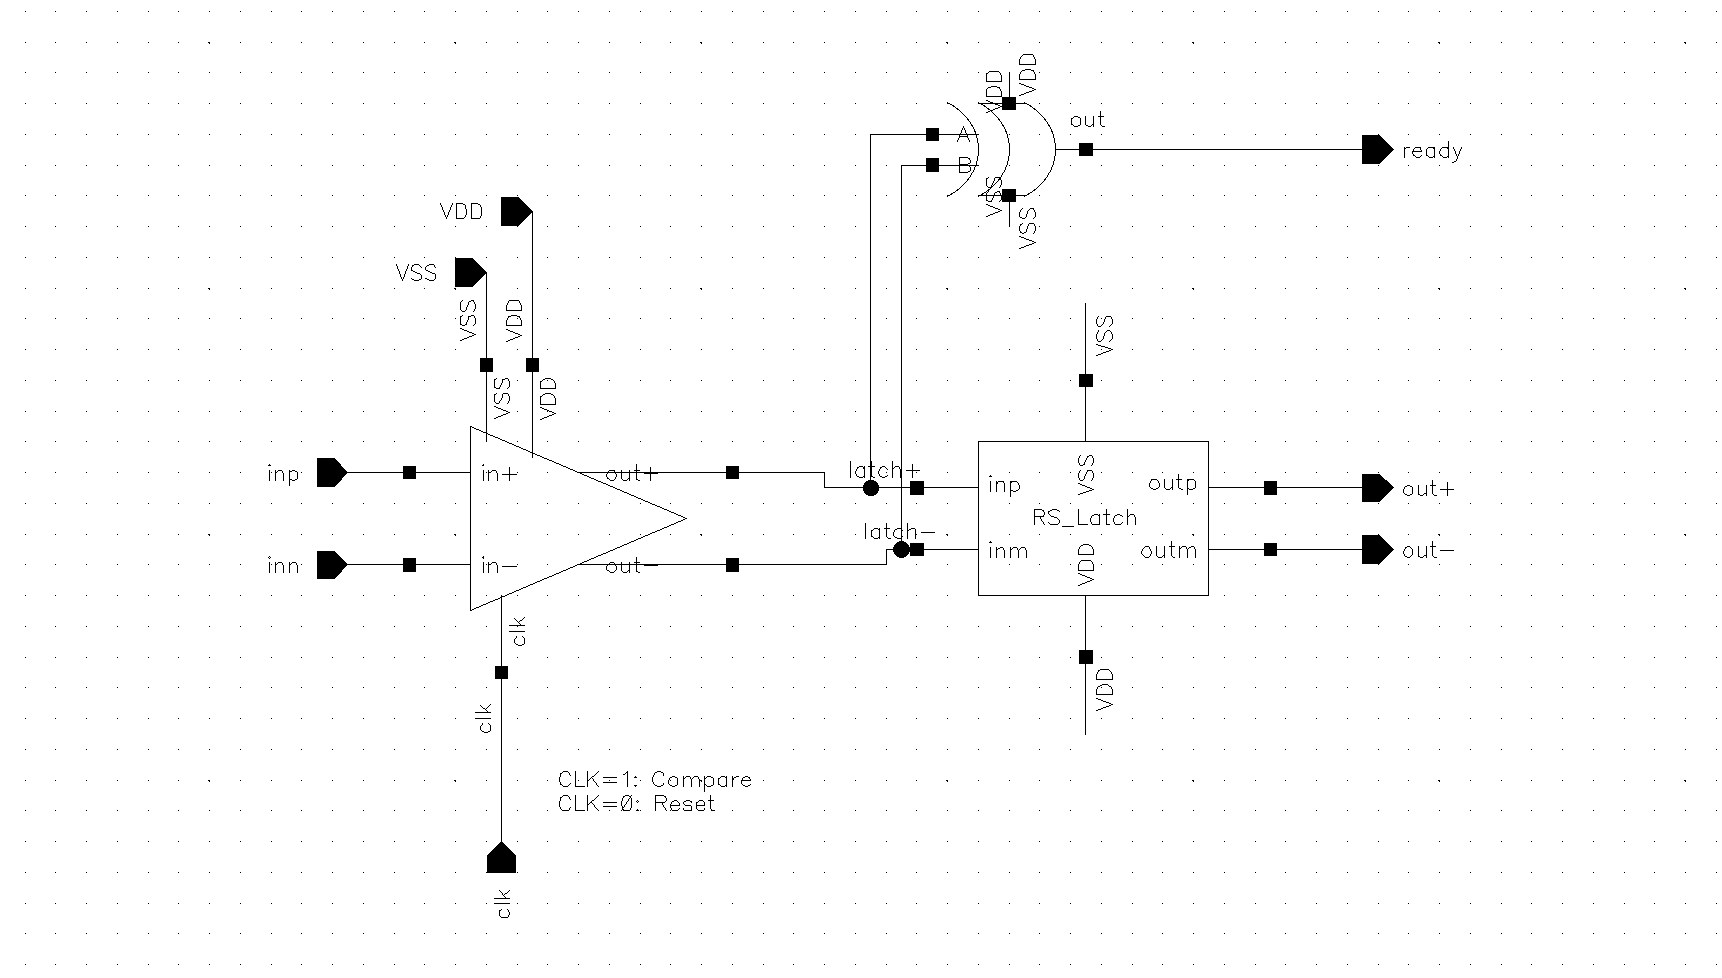 VDD
VDD
out
A
B
ready
VSS
VSS
VDD
VSS
VSS
VDD
VSS
VDD
VSS
inp
in+
out+
latch+
inp
VSS
outp
out+
RS_Latch
latch-
inn
in-
out-
inm
VDD
outm
out-
clk
clk
VDD
CLK=1: Compare
CLK=0: Reset
clk